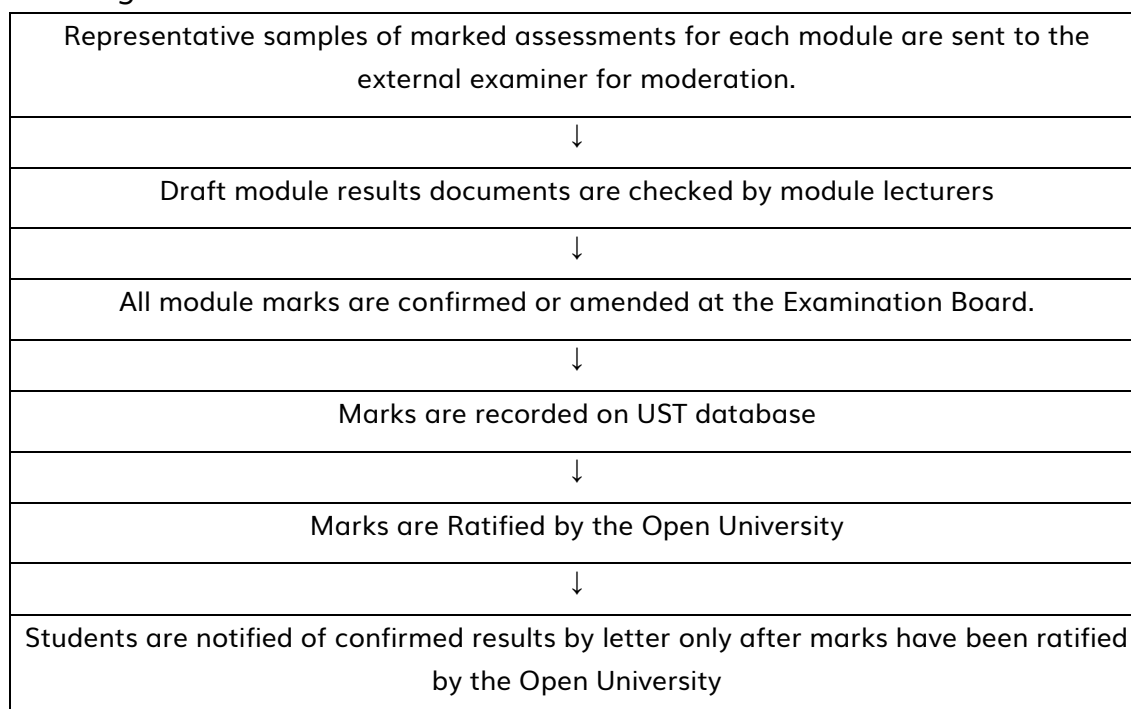 Representative samples of marked assessments for each module are sent to the
external examiner for moderation.
↓
Draft module results documents are checked by module lecturers
↓
All module marks are confirmed or amended at the Examination Board.
↓
Marks are recorded on UST database
↓
Marks are Ratified by the Open University
↓
Students are notified of confirmed results by letter only after marks have been ratified
by the Open University